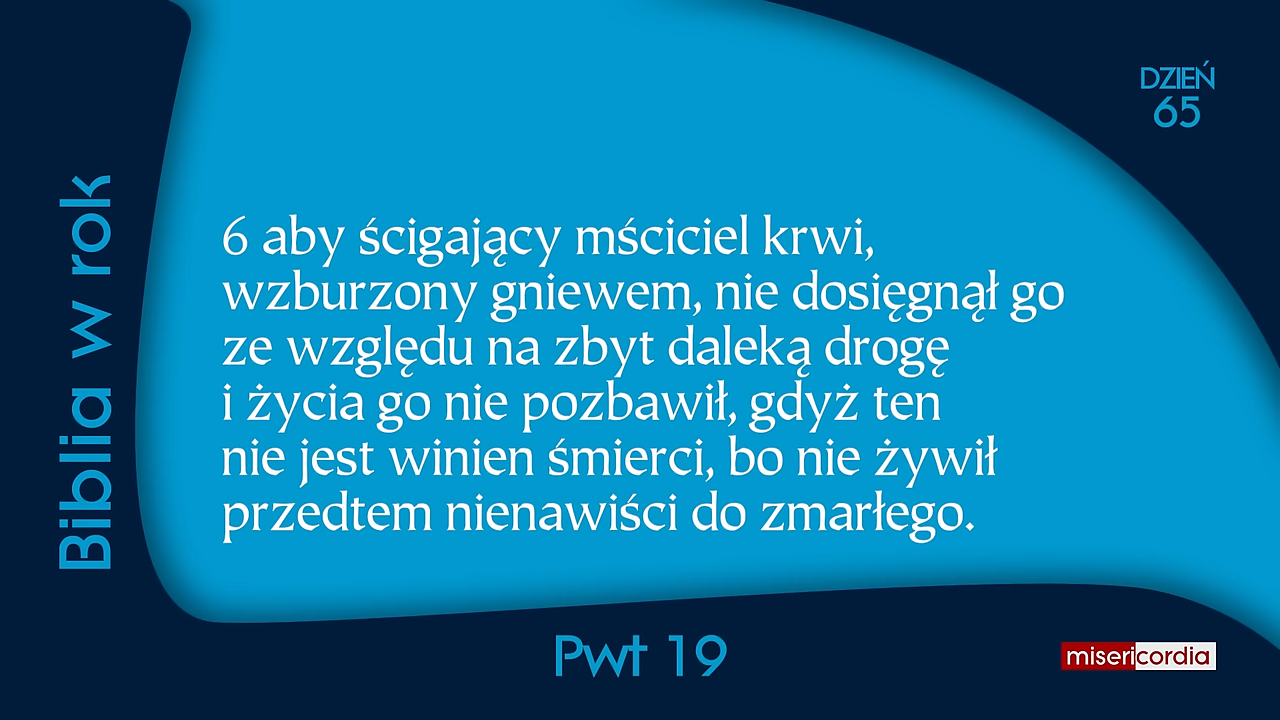 DZIEŃ
65
Biblia w rok
6 aby ścigający mściciel krwi,
wzburzony gniewem, nie dosięgnął go
ze względu na zbyt daleką drogę
i życia go nie pozbawił, gdyż ten
nie jest winien śmierci, bo nie żywił
przedtem nienawiści do zmarłego.
Pwt 19
misericordia